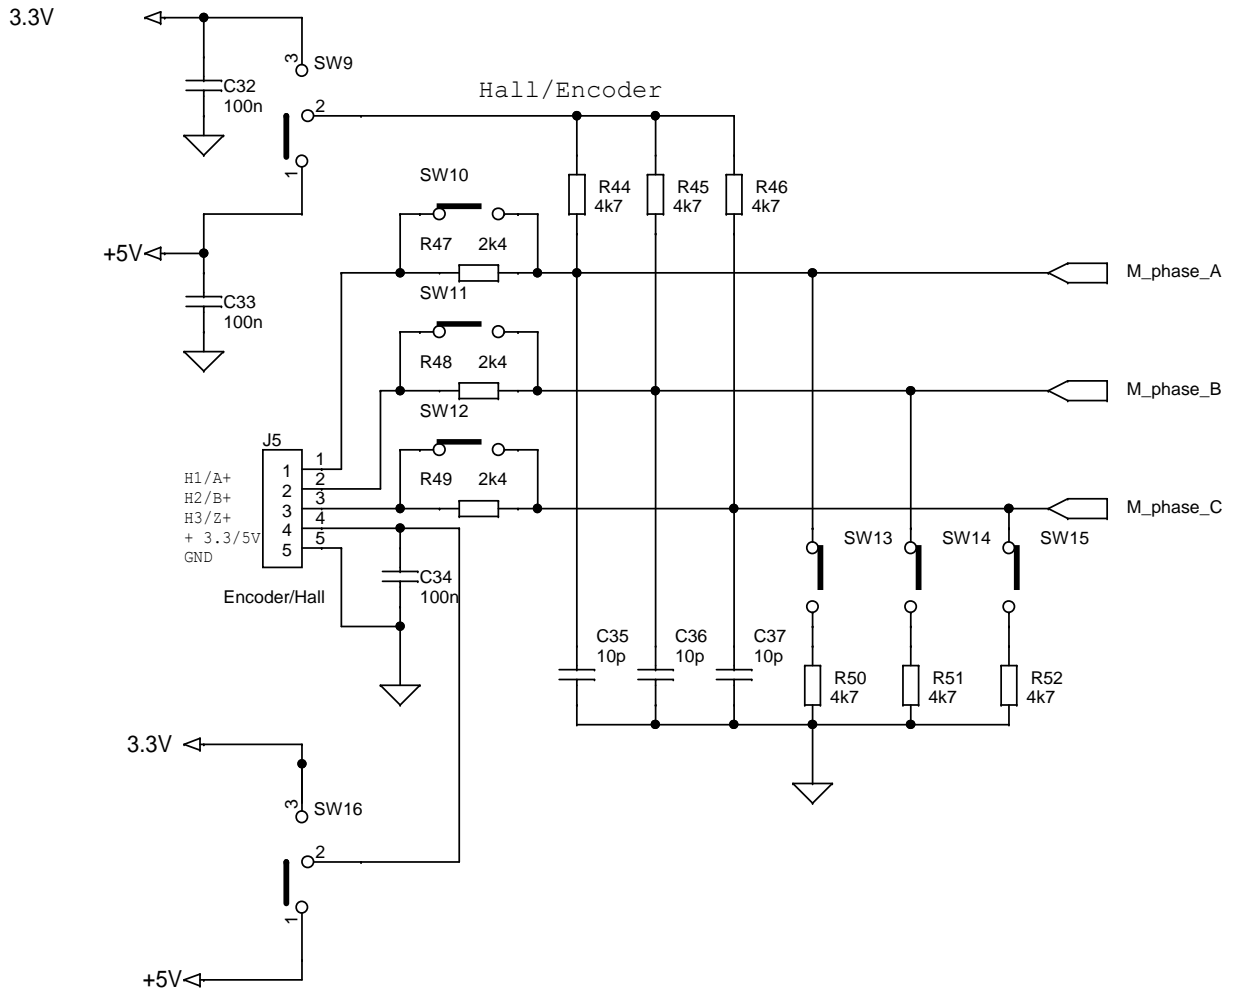 3.3V
3
SW9
C32
100n
Hall/Encoder
2
1
SW10
R44
4k7
R45
4k7
R46
4k7
R47 2k4
+5V
M_phase_A
SW11
C33
100n
R48 2k4
M_phase_B
SW12
J5
R49 2k4
H1/A+
H2/B+
H3/Z+
+ 3.3/5V
GND
1 1
2 2
3 3
4 4
5 5
M_phase_C
SW13
SW14
SW15
Encoder/Hall
C34
100n
C35
10p
C36
10p
C37
10p
R50
4k7
R51
4k7
R52
4k7
3.3V
3
SW16
2
1
+5V